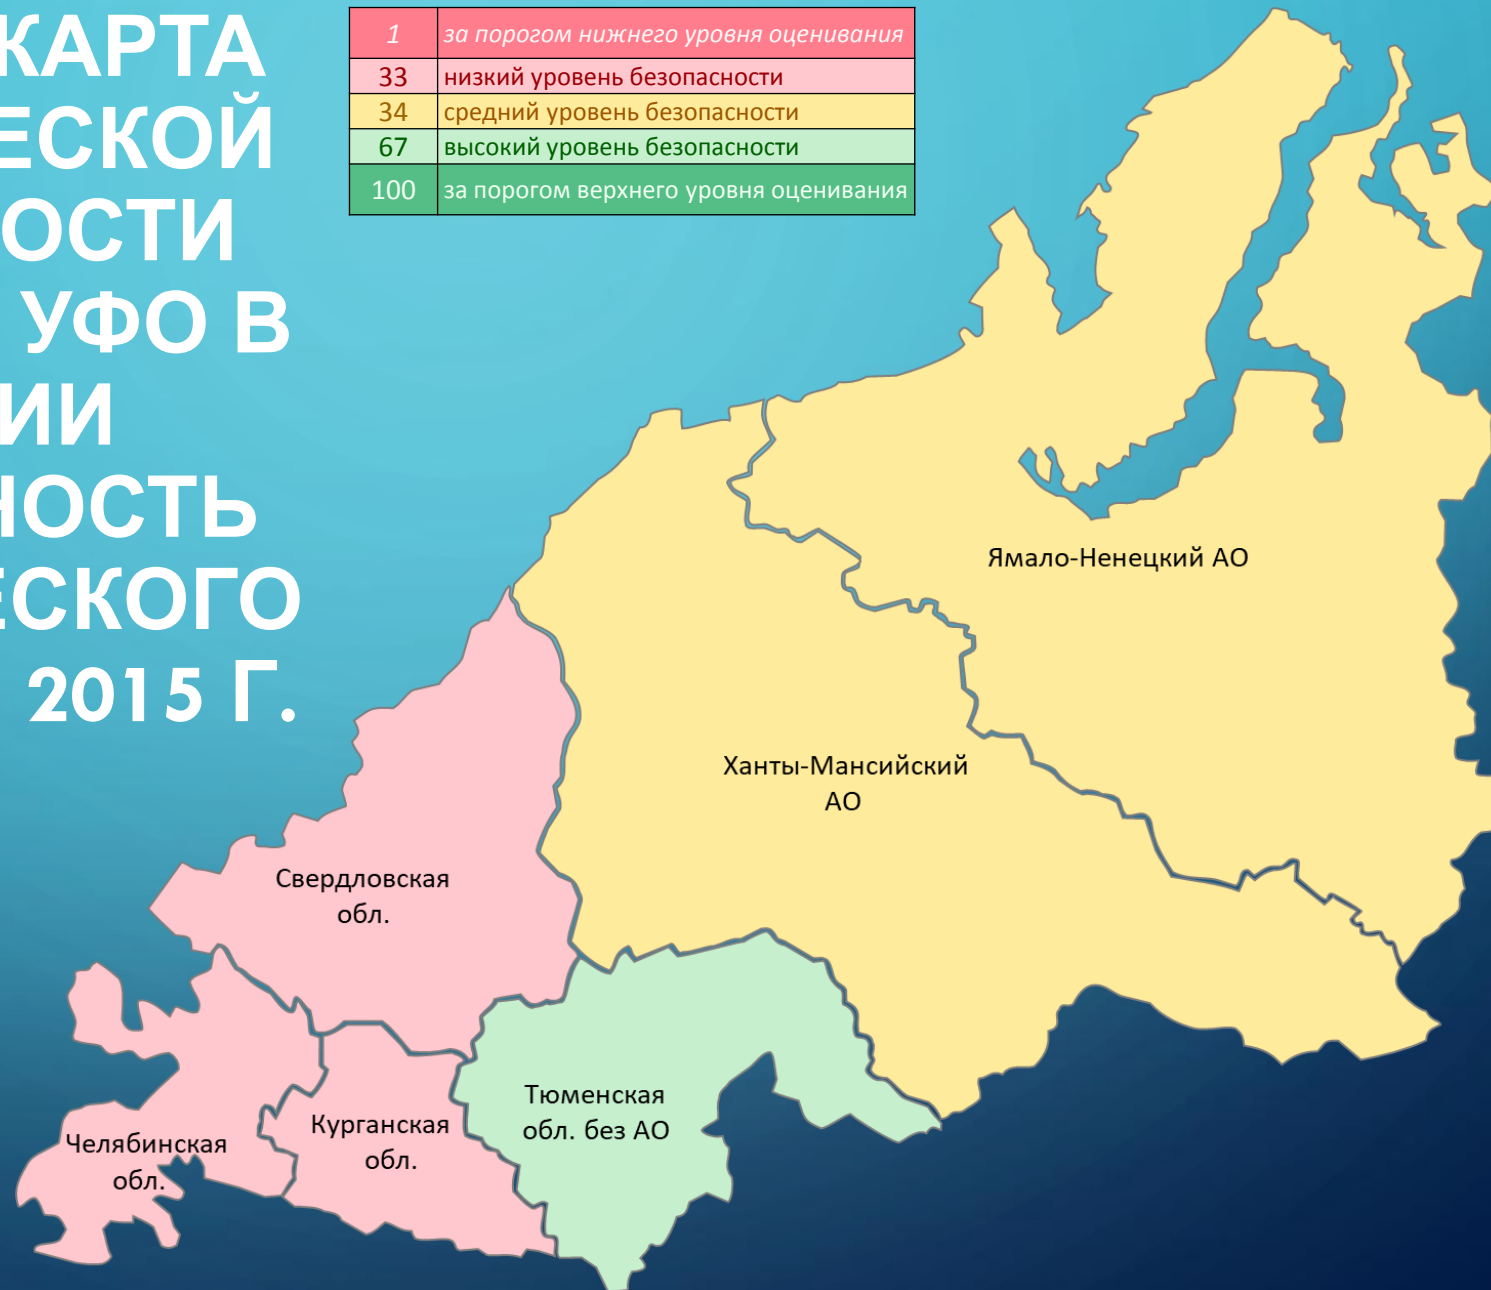 КАРТА
ЕСКОЙ
ОСТИ
УФО В
ИИ
НОСТЬ
ЕСКОГО
2015 Г.
1 за порогом нижнего уровня оценивания
33 низкий уровень безопасности
34 средний уровень безопасности
67 высокий уровень безопасности
100 за порогом верхнего уровня оценивания
Ямало-Ненецкий АО
Ханты-Мансийский
АО
Свердловская
обл.
Тюменская
обл. без АО
Курганская
обл.
Челябинская
обл.